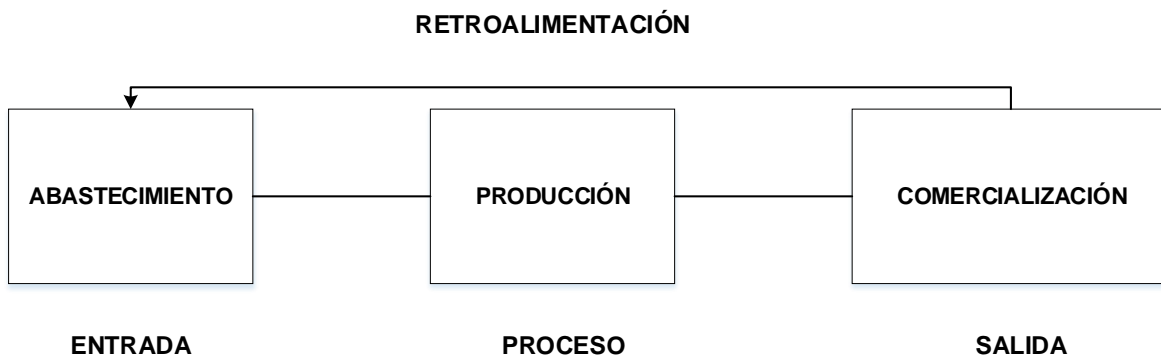 RETROALIMENTACIÓN
ABASTECIMIENTO
PRODUCCIÓN
COMERCIALIZACIÓN
ENTRADA
PROCESO
SALIDA